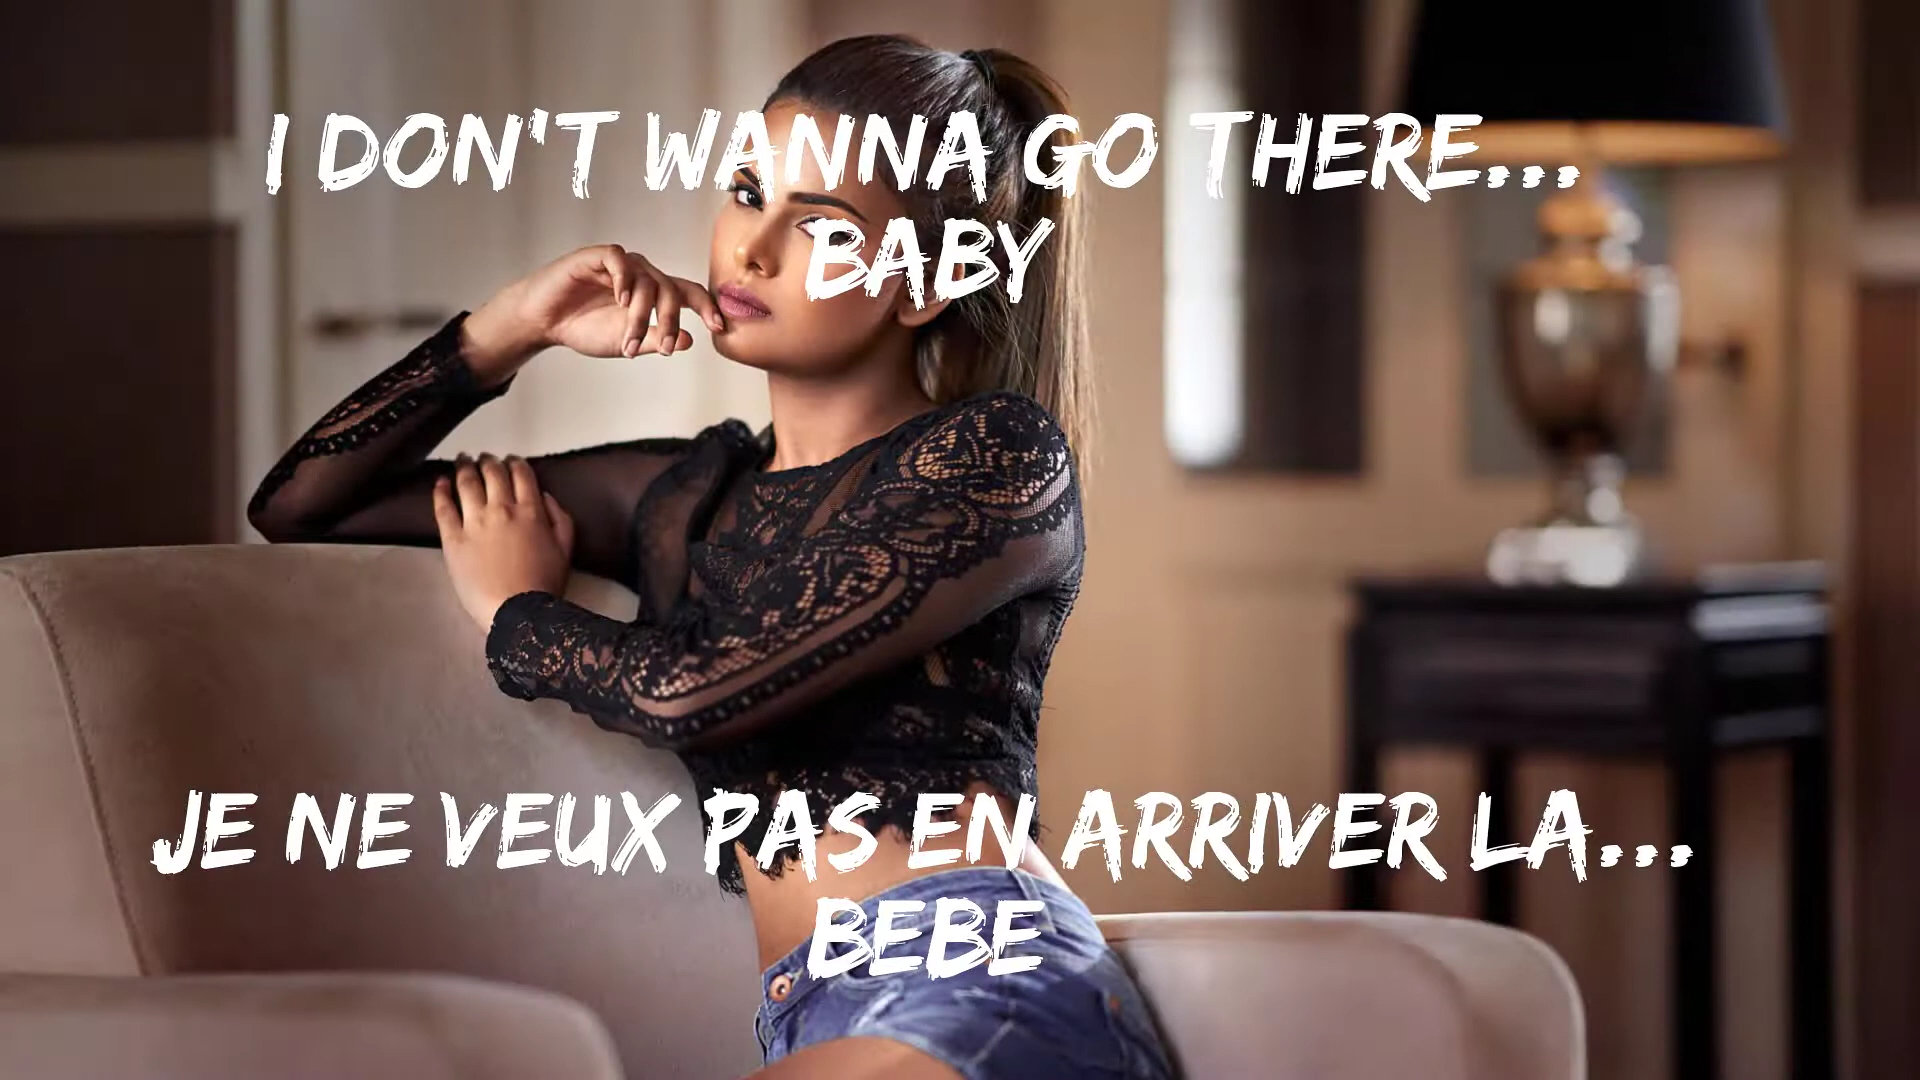 I DON'T WANNA GO THERE...
BABY
JE NE VEUX PAS EN ARRIVER LA...
BEBE